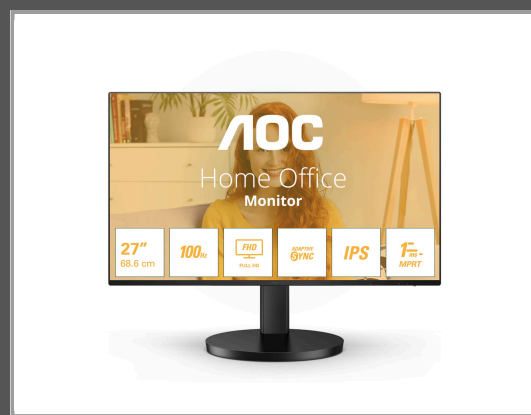 AOC
Home Office
Monitor
27"
68.6 cm
100Hz
FHD
FULL HD
ADAPTIVE
SYNC
IPS
1ms
MPRT